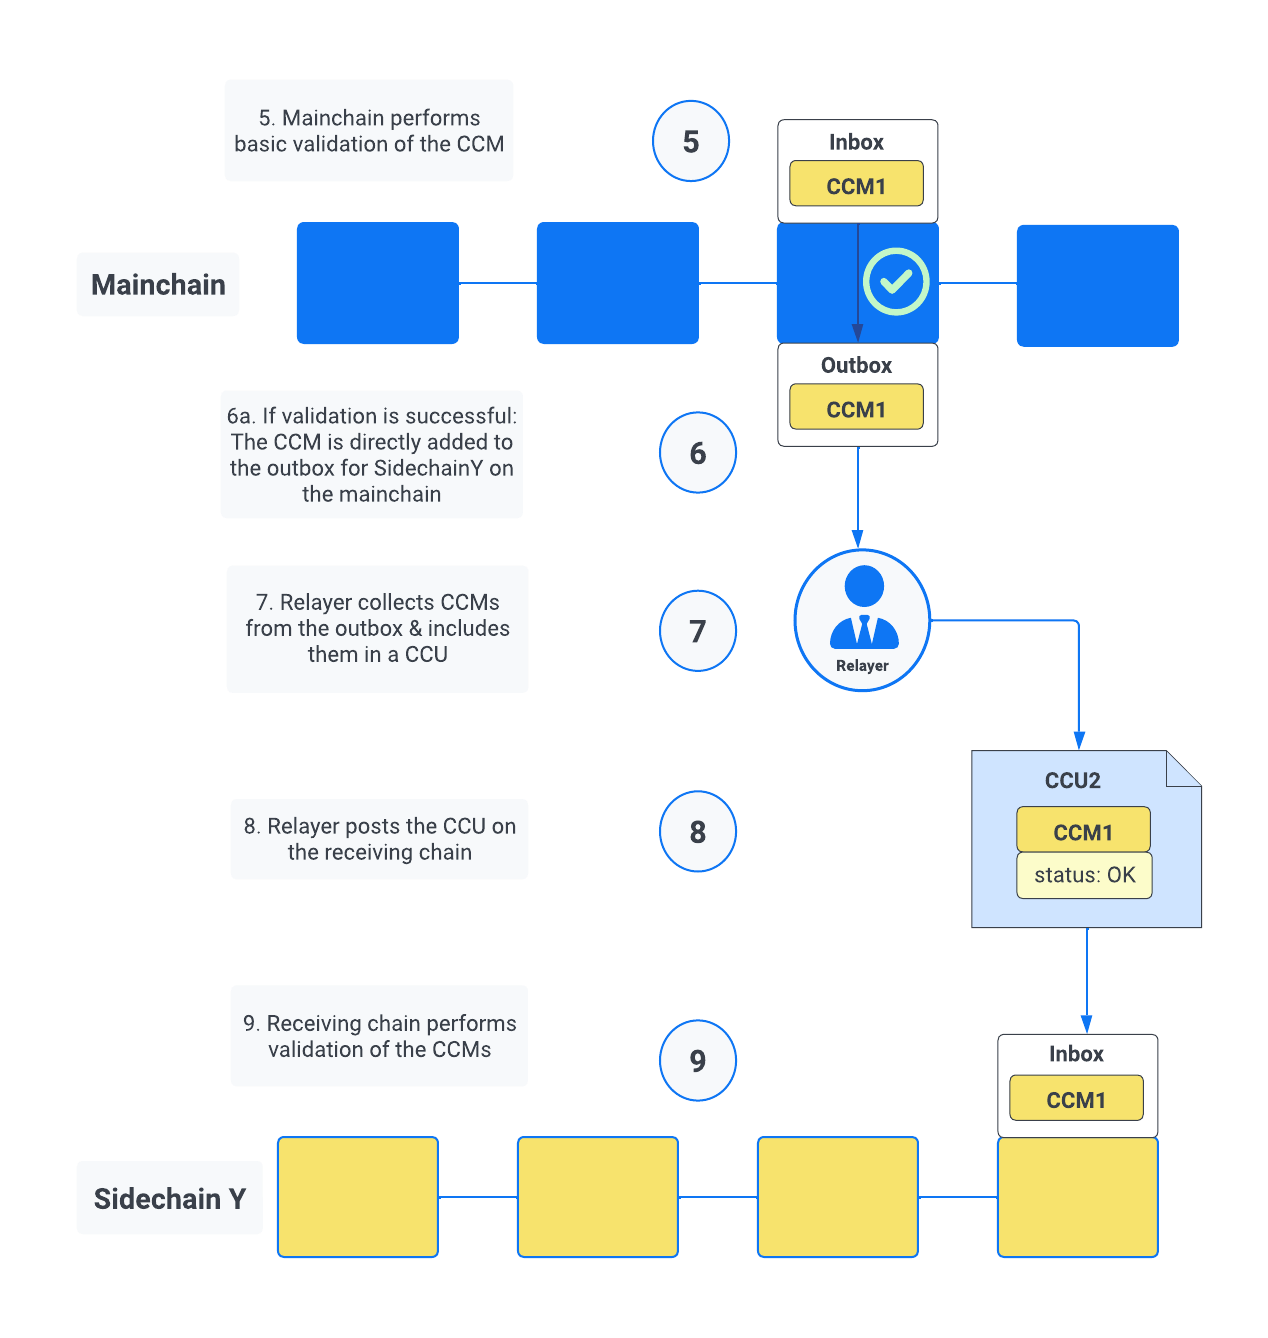 5. Mainchain performs
basic validation of the CCM
5
Inbox
CCM1
Mainchain
Outbox
CCM1
6a. If validation is successful:
The CCM is directly added to
the outbox for SidechainY on
the mainchain
6
7. Relayer collects CCMs
from the outbox & includes
them in a CCU
7
Relayer
CCU2
CCM1
status: OK
8. Relayer posts the CCU on
the receiving chain
8
9. Receiving chain performs
validation of the CCMs
9
Inbox
CCM1
Sidechain Y